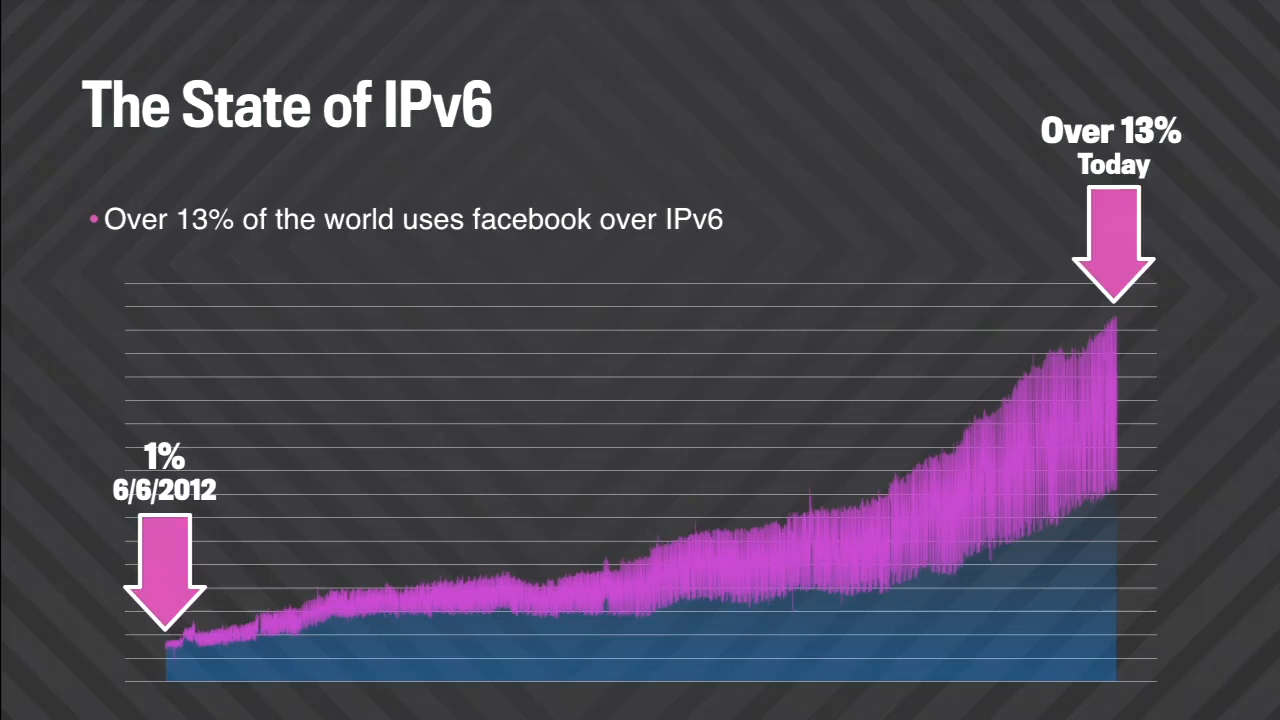 The State of IPv6
Over 13%
Today
•Over 13% of the world uses facebook over IPv6
1%
6/6/2012